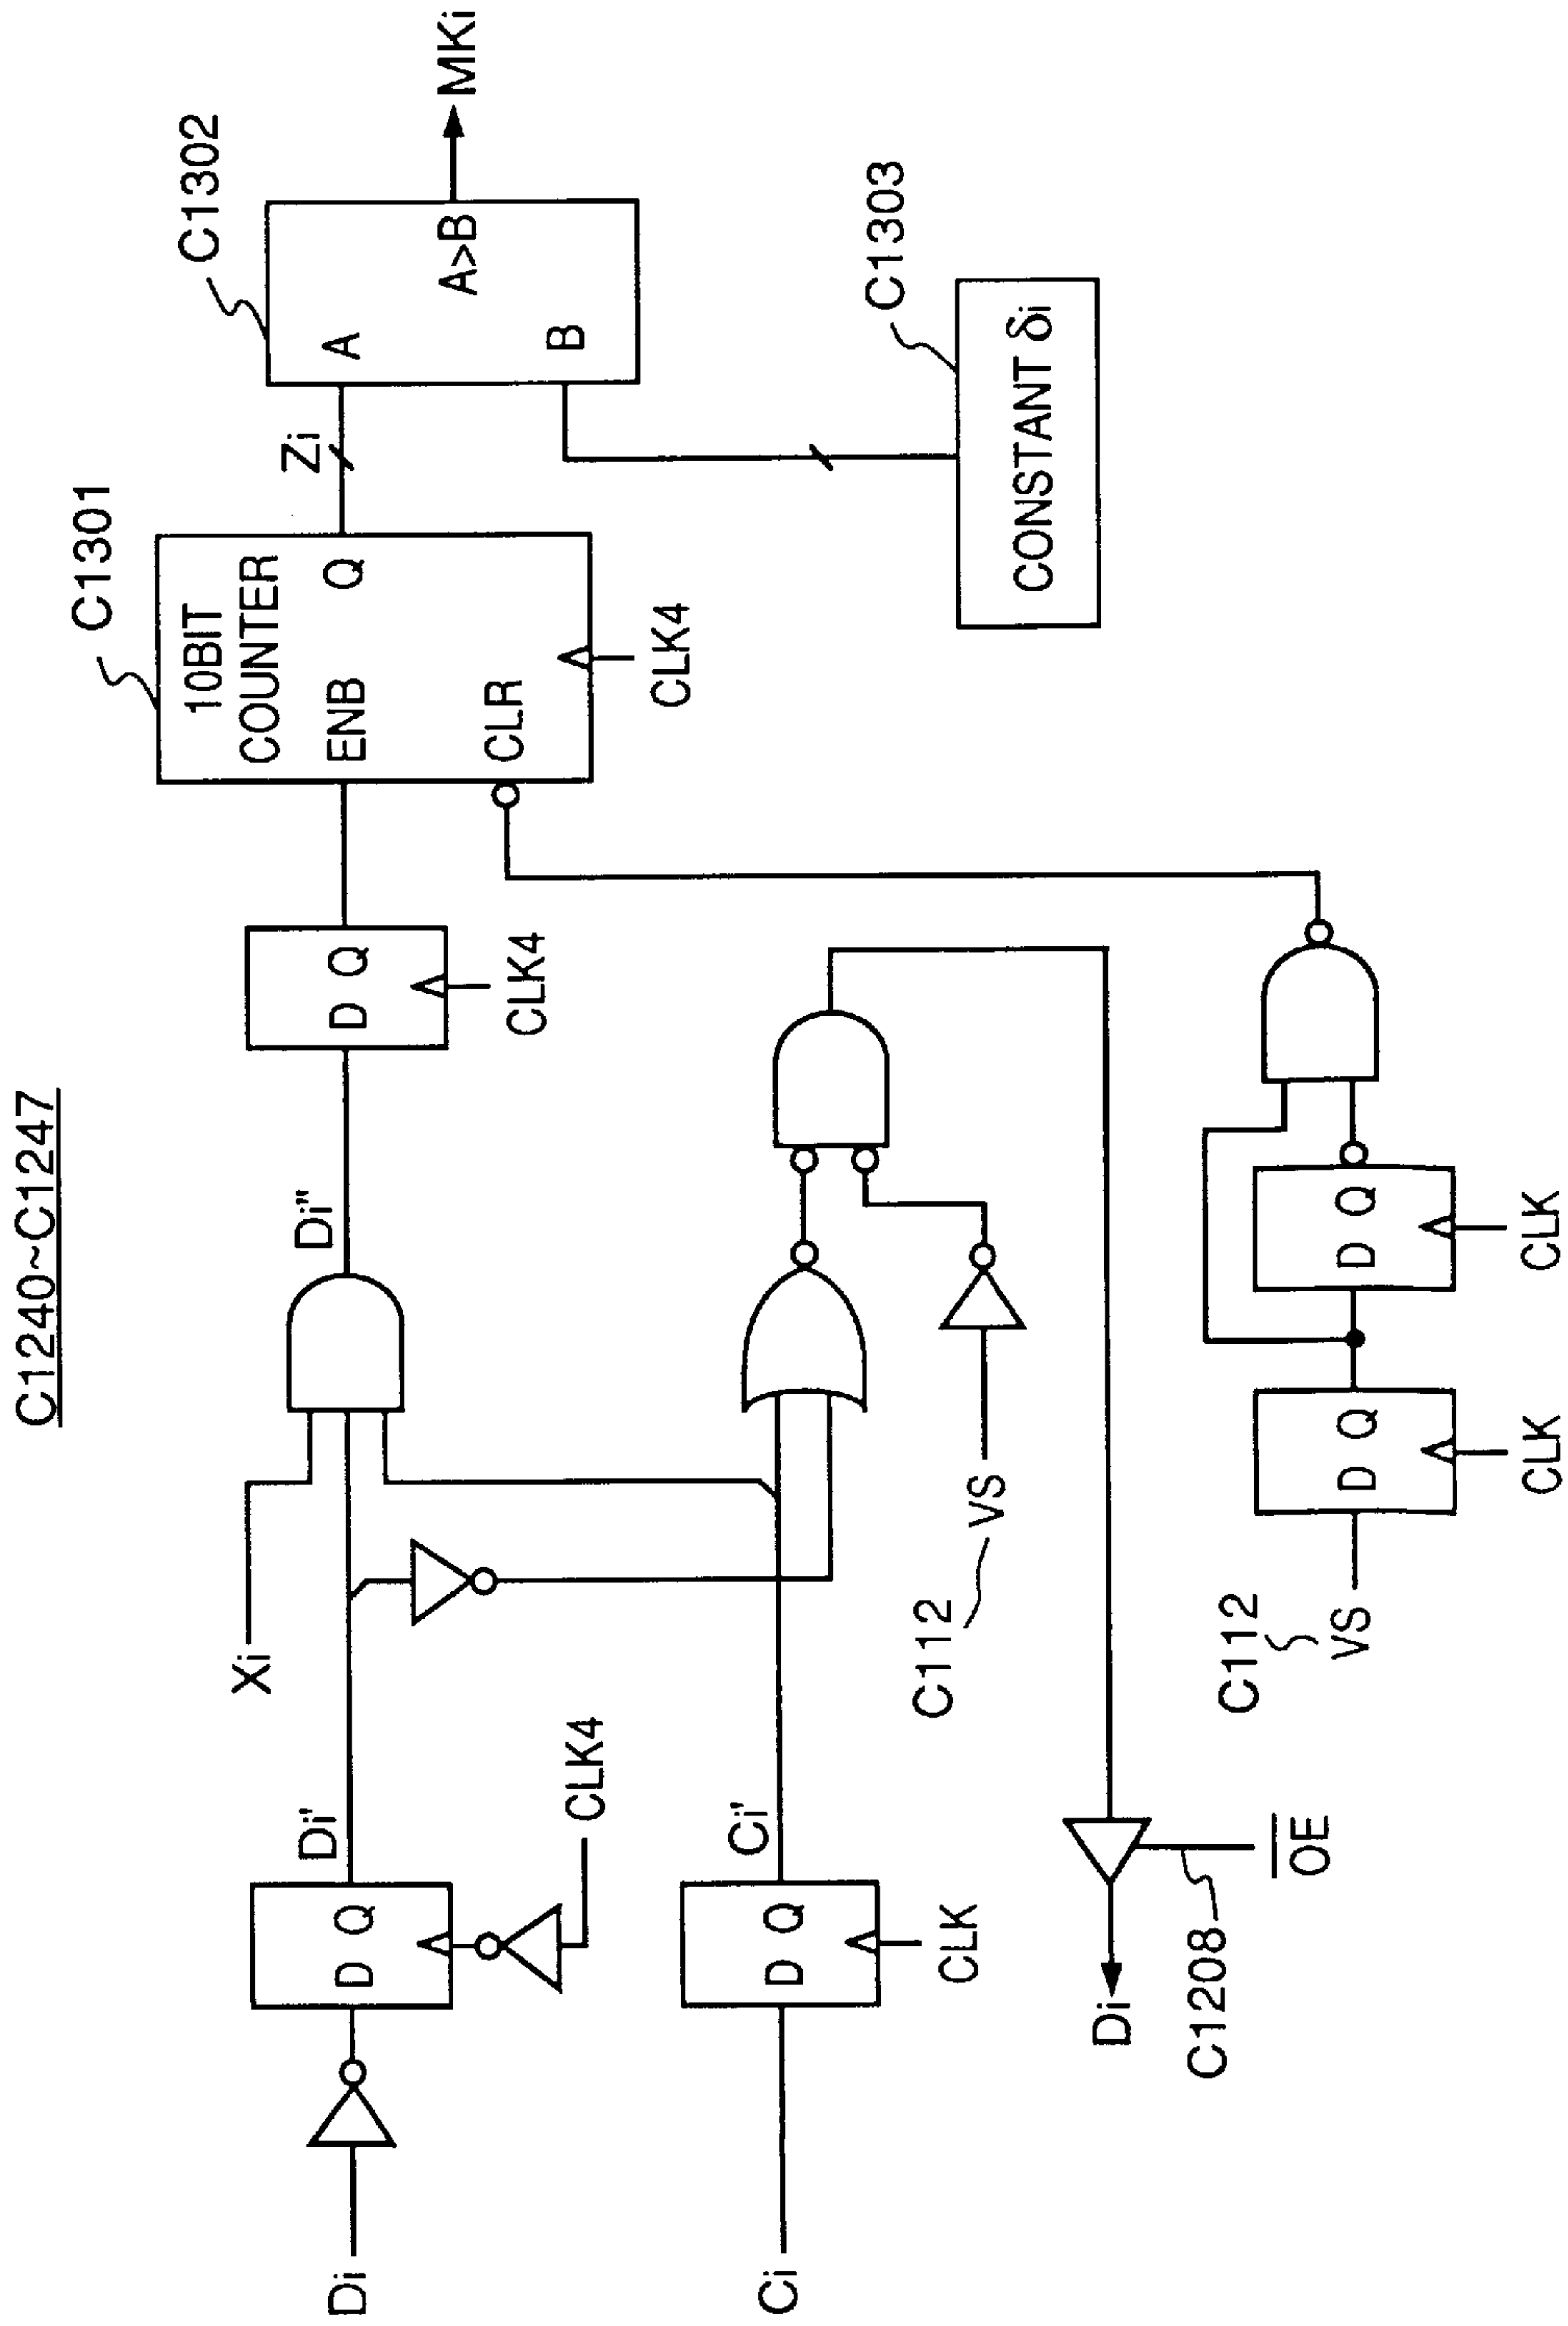 C1240~C1247
Di
D Q
CLK4
Di'
Xi
Di"
D Q
CLK4
C1301
10BIT
COUNTER
ENB Q
CLR
CLK4
Zi
C1302
A
A>B
B
MKi
C1303
CONSTANT δi
Ci
D Q
CLK
Ci'
C112
VS
Di
C1208
OE
C112
VS
D Q
CLK
D Q
CLK